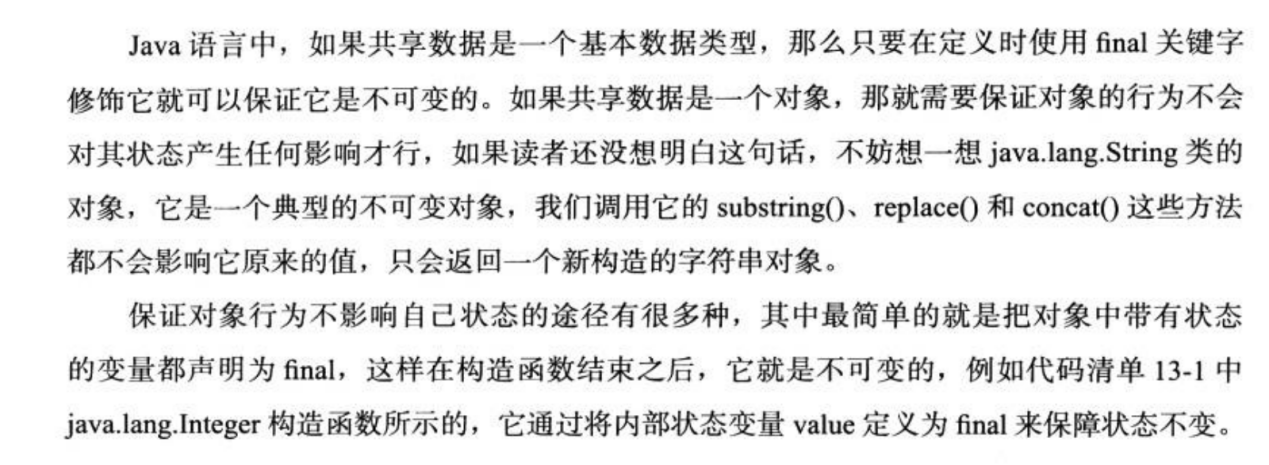 Java 语言中，如果共享数据是一个基本数据类型，那么只要在定义时使用 final 关键字
修饰它就可以保证它是不可变的。如果共享数据是一个对象，那就需要保证对象的行为不会
对其状态产生任何影响才行，如果读者还没想明白这句话，不妨想一想 java.lang.String 类的
对象，它是一个典型的不可变对象，我们调用它的 substring()、replace() 和 concat() 这些方法
都不会影响它原来的值，只会返回一个新构造的字符串对象。
保证对象行为不影响自己状态的途径有很多种，其中最简单的就是把对象中带有状态
的变量都声明为 final，这样在构造函数结束之后，它就是不可变的，例如代码清单 13-1 中
java.lang.Integer 构造函数所示的，它通过将内部状态变量 value 定义为 final 来保障状态不变。